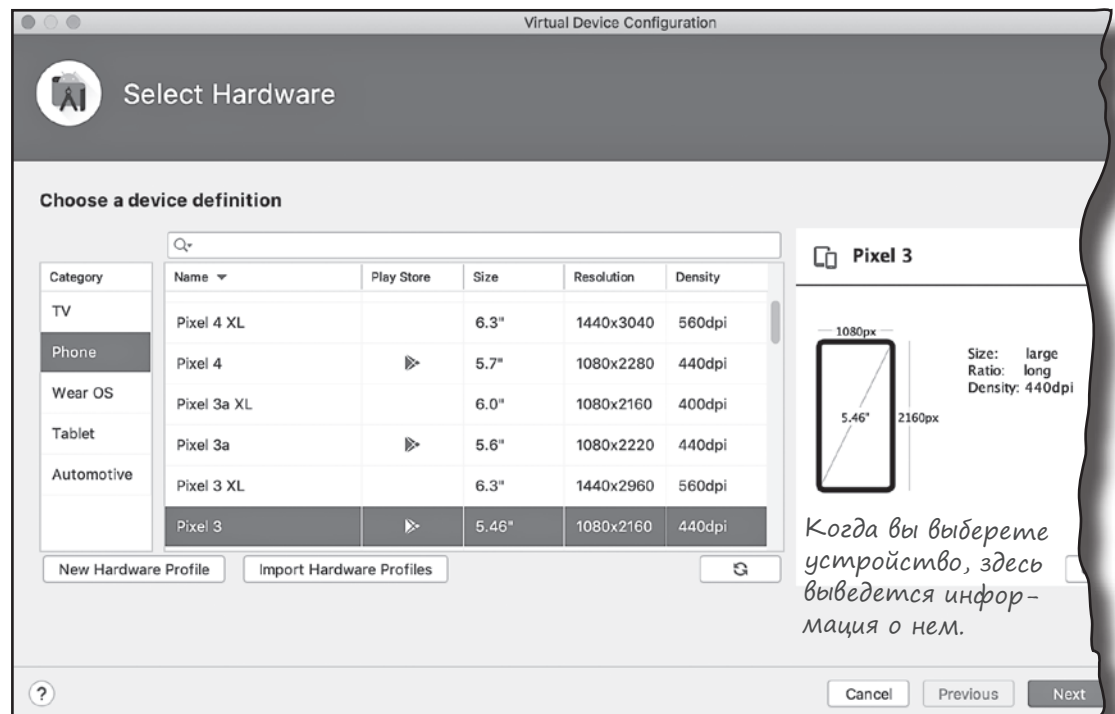 Virtual Device Configuration
Select Hardware
Choose a device definition
Category
TV
Phone
Wear OS
Tablet
Automotive
Name Play Store Size Resolution Density
Pixel 4 XL 6.3" 1440x3040 560dpi
Pixel 4 5.7" 1080x2280 440dpi
Pixel 3a XL 6.0" 1080x2160 400dpi
Pixel 3a 5.6" 1080x2220 440dpi
Pixel 3 XL 6.3" 1440x2960 560dpi
Pixel 3 5.46" 1080x2160 440dpi
Pixel 3
1080px
5.46"
2160px
Size: large
Ratio: long
Density: 440dpi
Когда вы выберете
устройство, здесь
выведется инфор-
мация о нем.
New Hardware Profile
Import Hardware Profiles
?
Cancel
Previous
Next